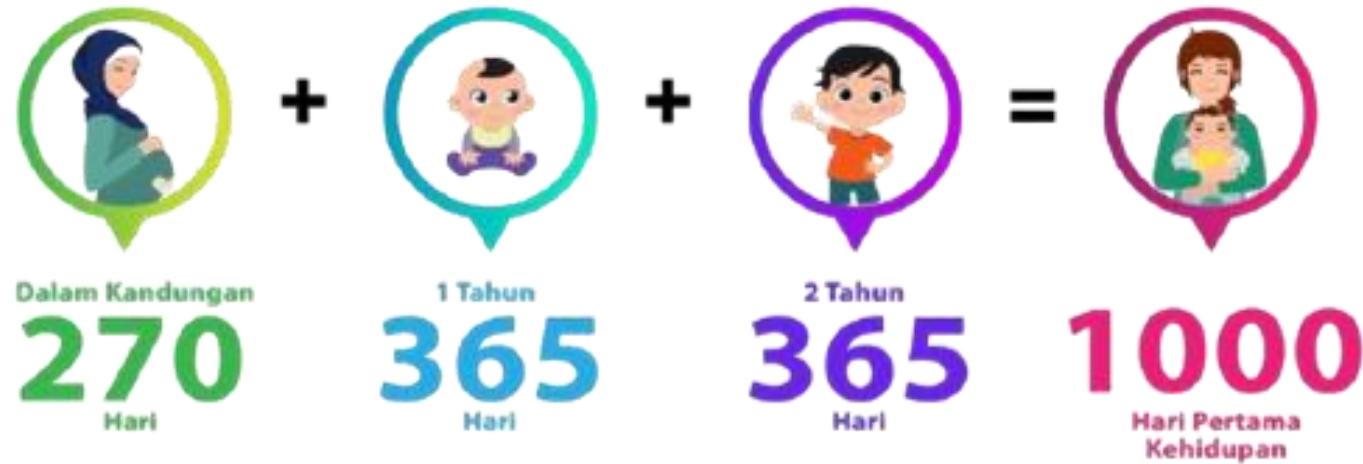 + + =
Dalam Kandungan
270
Hari
1 Tahun
365
Hari
2 Tahun
365
Hari
1000
Hari Pertama
Kehidupan